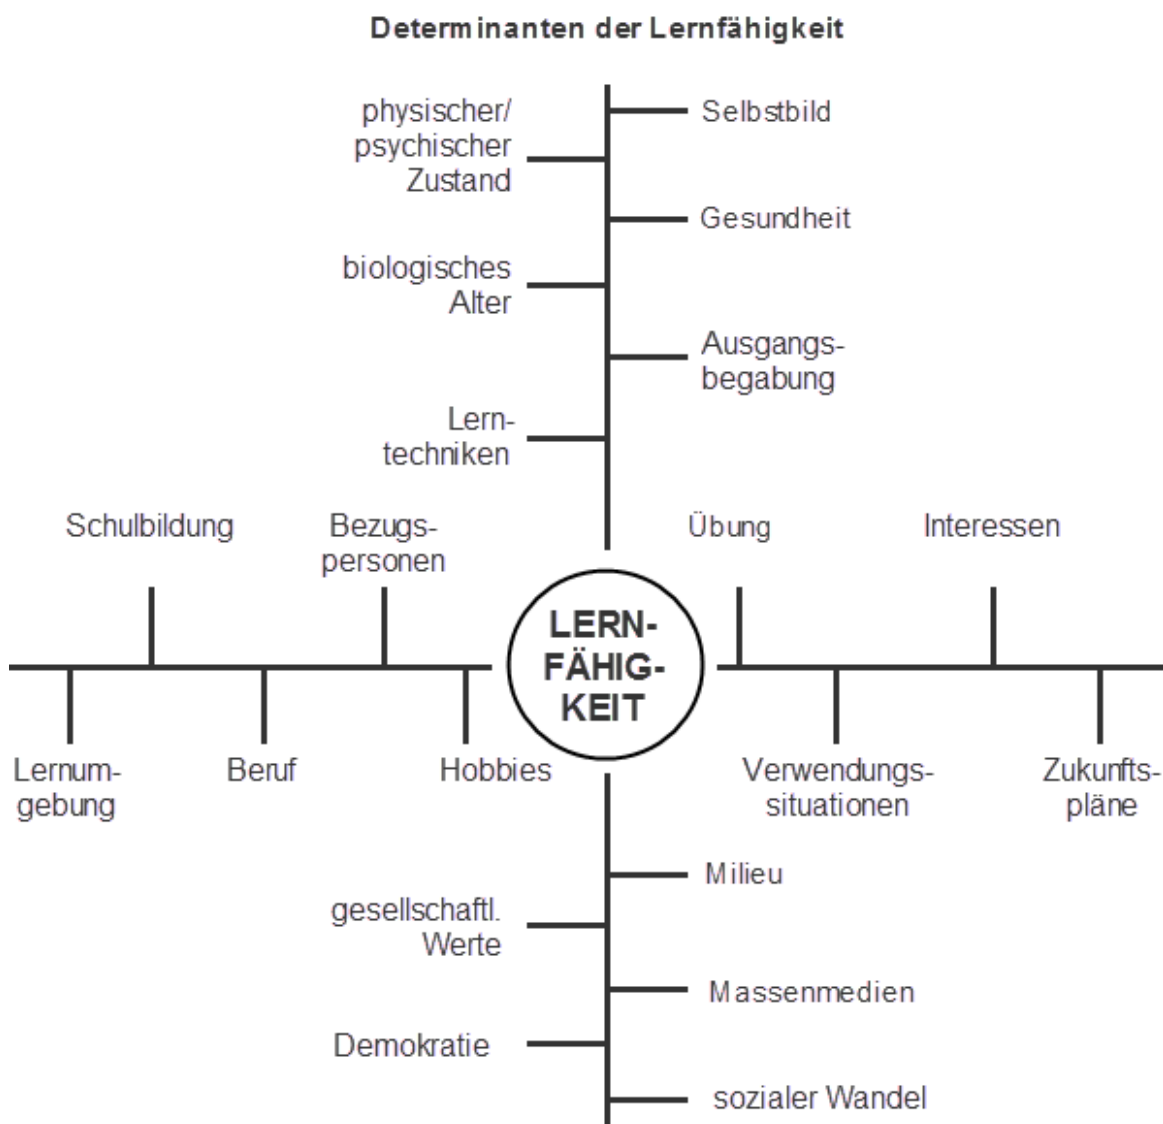 Determinanten der Lernfähigkeit
physischer/
psychischer
Zustand
Selbstbild
Gesundheit
biologisches
Alter
Ausgangs-
begabung
Lern-
techniken
Schulbildung
Bezugs-
personen
Übung
Interessen
LERN-
FÄHIG-
KEIT
Lernum-
gebung
Beruf
Hobbies
Verwendungs-
situationen
Zukunfts-
pläne
Milieu
gesellschaftl.
Werte
Massenmedien
Demokratie
sozialer Wandel